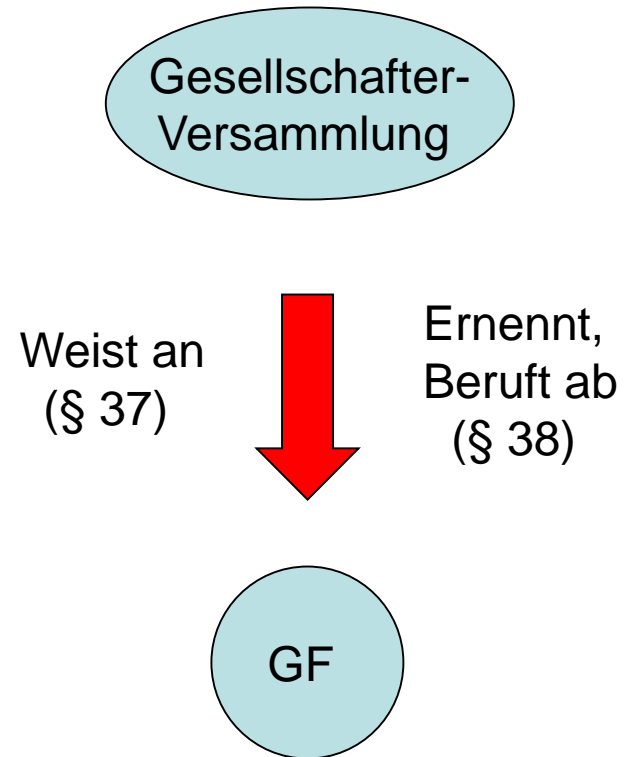 Gesellschafter-
Versammlung
Weist an
(§ 37)
Ernennt,
Beruft ab
(§ 38)
GF